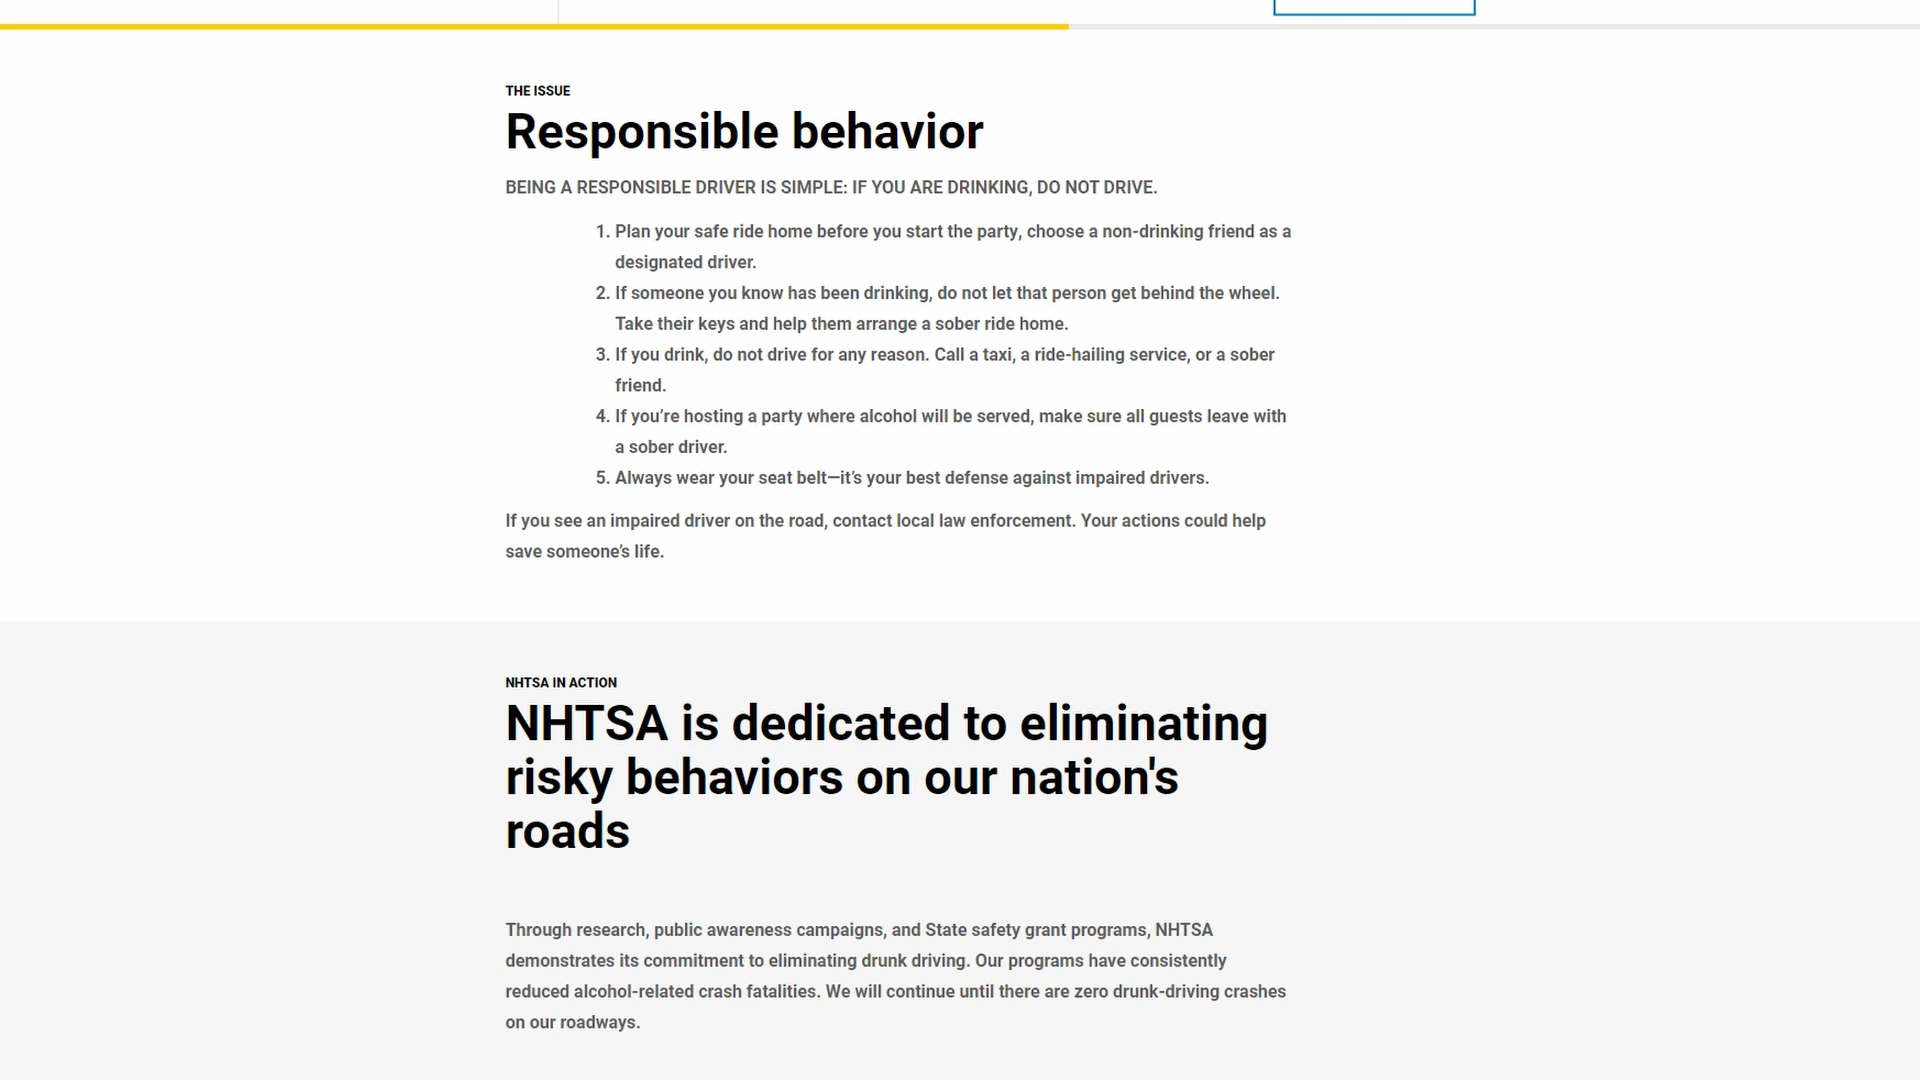 THE ISSUE
Responsible behavior
BEING A RESPONSIBLE DRIVER IS SIMPLE: IF YOU ARE DRINKING, DO NOT DRIVE.
1. Plan your safe ride home before you start the party, choose a non-drinking friend as a
designated driver.
2. If someone you know has been drinking, do not let that person get behind the wheel.
Take their keys and help them arrange a sober ride home.
3. If you drink, do not drive for any reason. Call a taxi, a ride-hailing service, or a sober
friend.
4. If you’re hosting a party where alcohol will be served, make sure all guests leave with
a sober driver.
5. Always wear your seat belt—it’s your best defense against impaired drivers.
If you see an impaired driver on the road, contact local law enforcement. Your actions could help
save someone’s life.
NHTSA IN ACTION
NHTSA is dedicated to eliminating
risky behaviors on our nation's
roads
Through research, public awareness campaigns, and State safety grant programs, NHTSA
demonstrates its commitment to eliminating drunk driving. Our programs have consistently
reduced alcohol-related crash fatalities. We will continue until there are zero drunk-driving crashes
on our roadways.